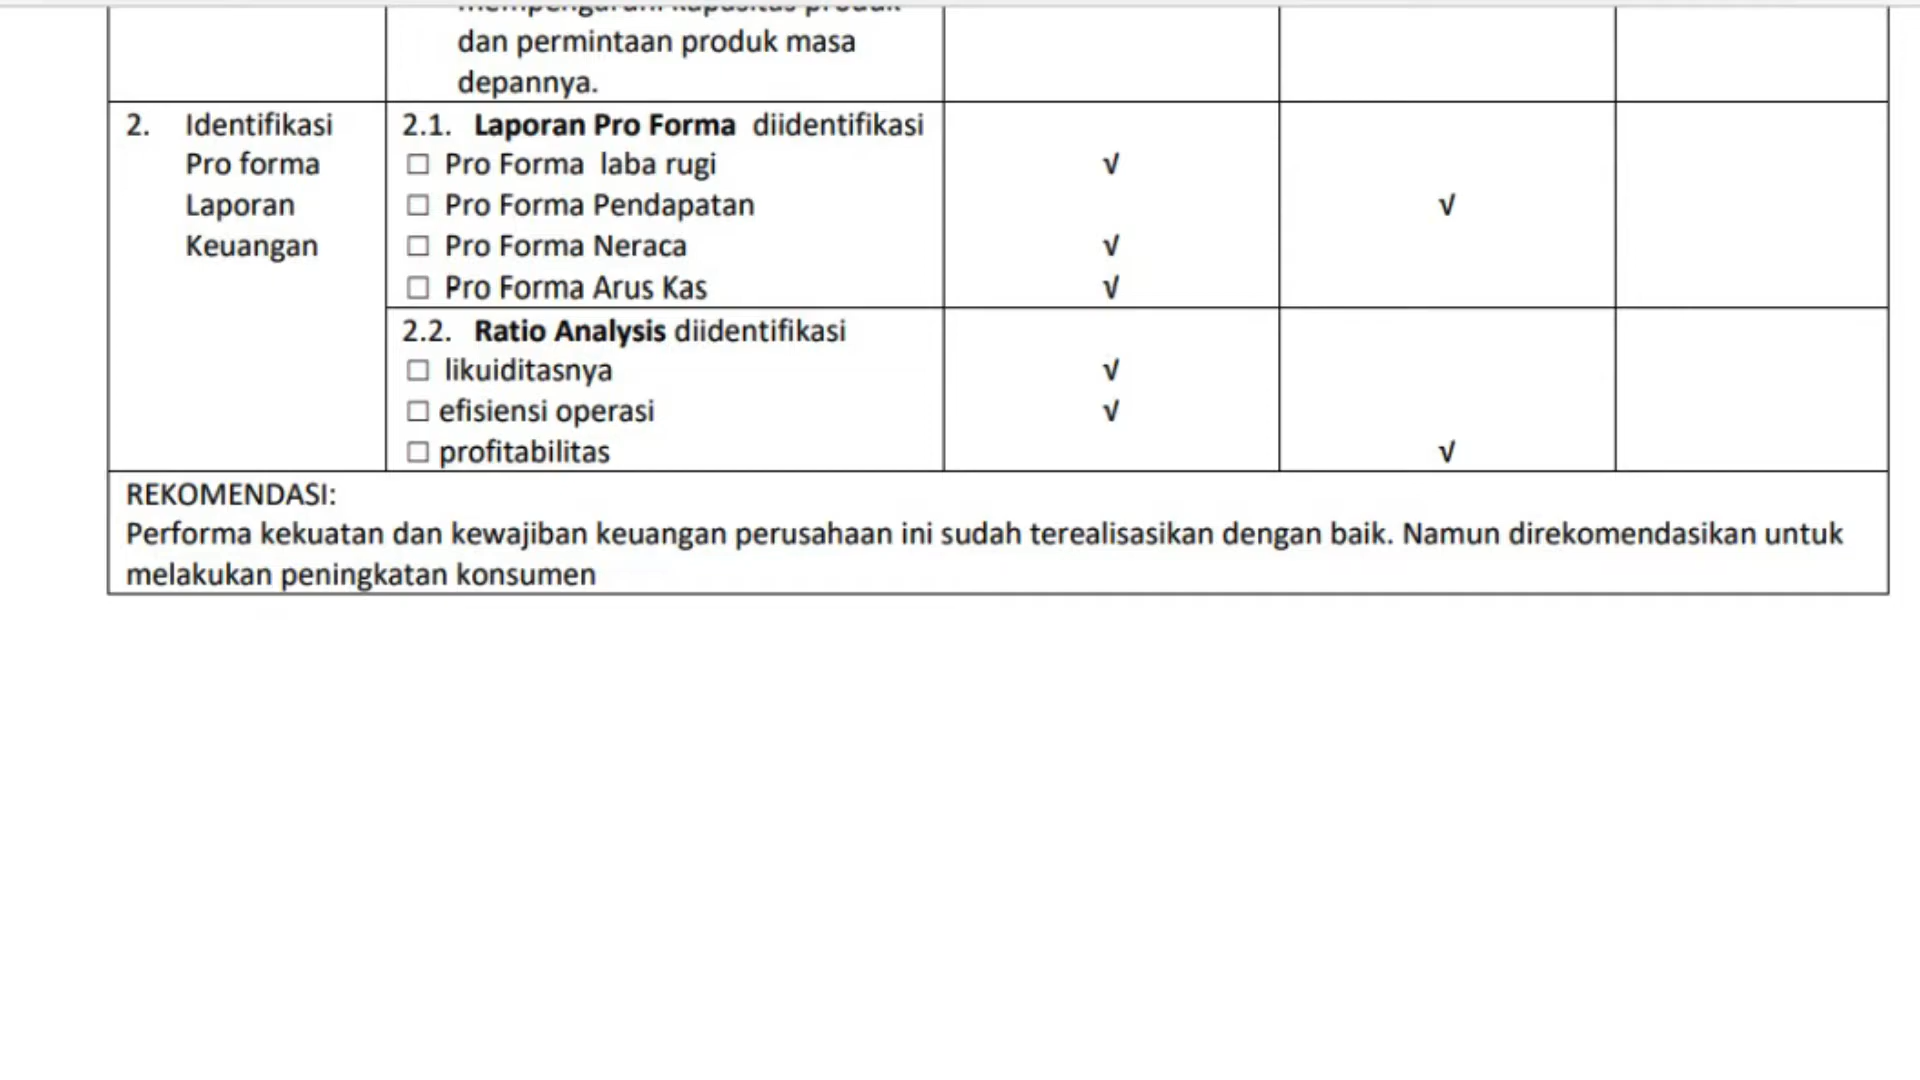 dan permintaan produk masa
depannya.
2. Identifikasi
Pro forma
Laporan
Keuangan
2.1. Laporan Pro Forma diidentifikasi
☐ Pro Forma laba rugi √
☐ Pro Forma Pendapatan √
☐ Pro Forma Neraca √
☐ Pro Forma Arus Kas √
2.2. Ratio Analysis diidentifikasi
☐ likuiditasnya √
☐ efisiensi operasi √
☐ profitabilitas √
REKOMENDASI:
Performa kekuatan dan kewajiban keuangan perusahaan ini sudah terealisasikan dengan baik. Namun direkomendasikan untuk
melakukan peningkatan konsumen